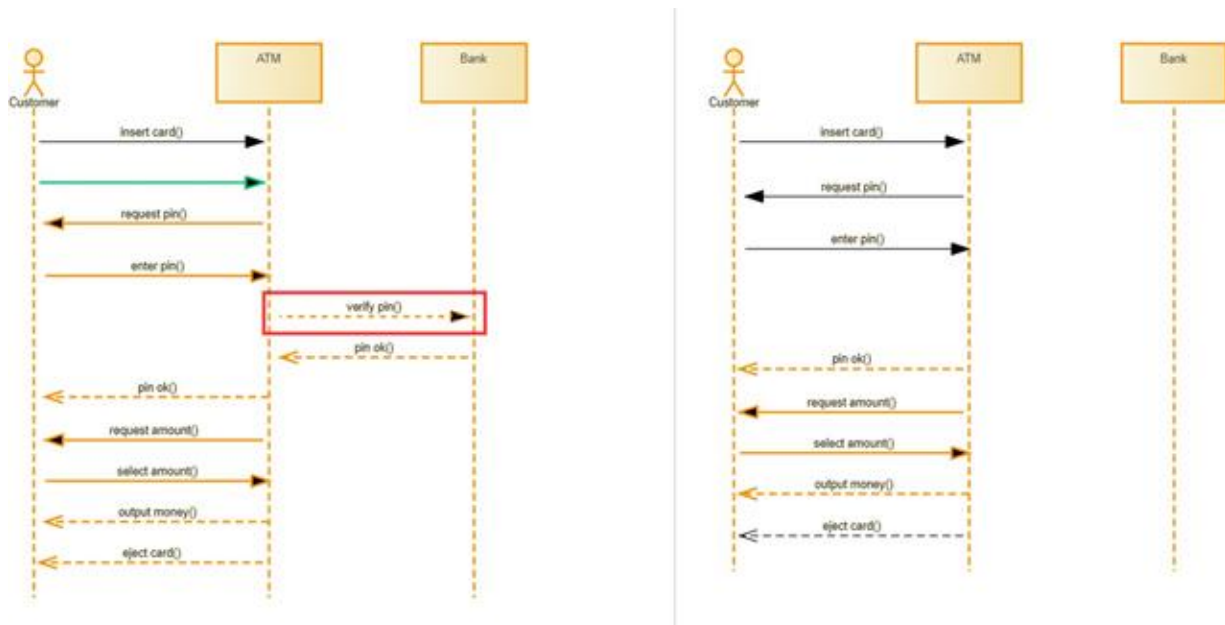 ATM
Bank
Customer
insert card()
request pin()
enter pin()
verify pin()
pin ok()
pin ok()
request amount()
select amount()
output money()
eject card()
ATM
Bank
Customer
insert card()
request pin()
enter pin()
pin ok()
request amount()
select amount()
output money()
eject card()